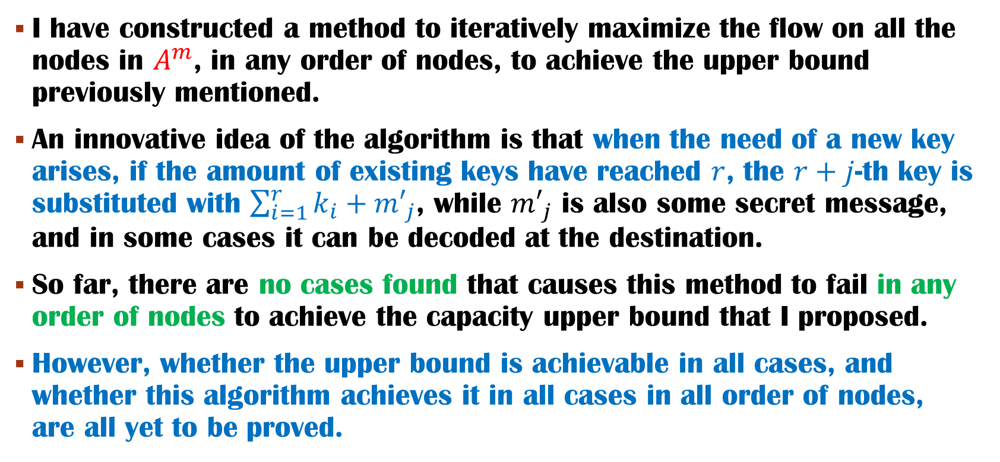 ▪ I have constructed a method to iteratively maximize the flow on all the
nodes in 𝐴ᵐ, in any order of nodes, to achieve the upper bound
previously mentioned.
▪ An innovative idea of the algorithm is that when the need of a new key
arises, if the amount of existing keys have reached 𝑟, the 𝑟 + 𝑗-th key is
substituted with ∑_{𝑖=1}^{𝑟} 𝑘_𝑖 + 𝑚′_𝑗, while 𝑚′_𝑗 is also some secret message,
and in some cases it can be decoded at the destination.
▪ So far, there are no cases found that causes this method to fail in any
order of nodes to achieve the capacity upper bound that I proposed.
▪ However, whether the upper bound is achievable in all cases, and
whether this algorithm achieves it in all cases in all order of nodes,
are all yet to be proved.